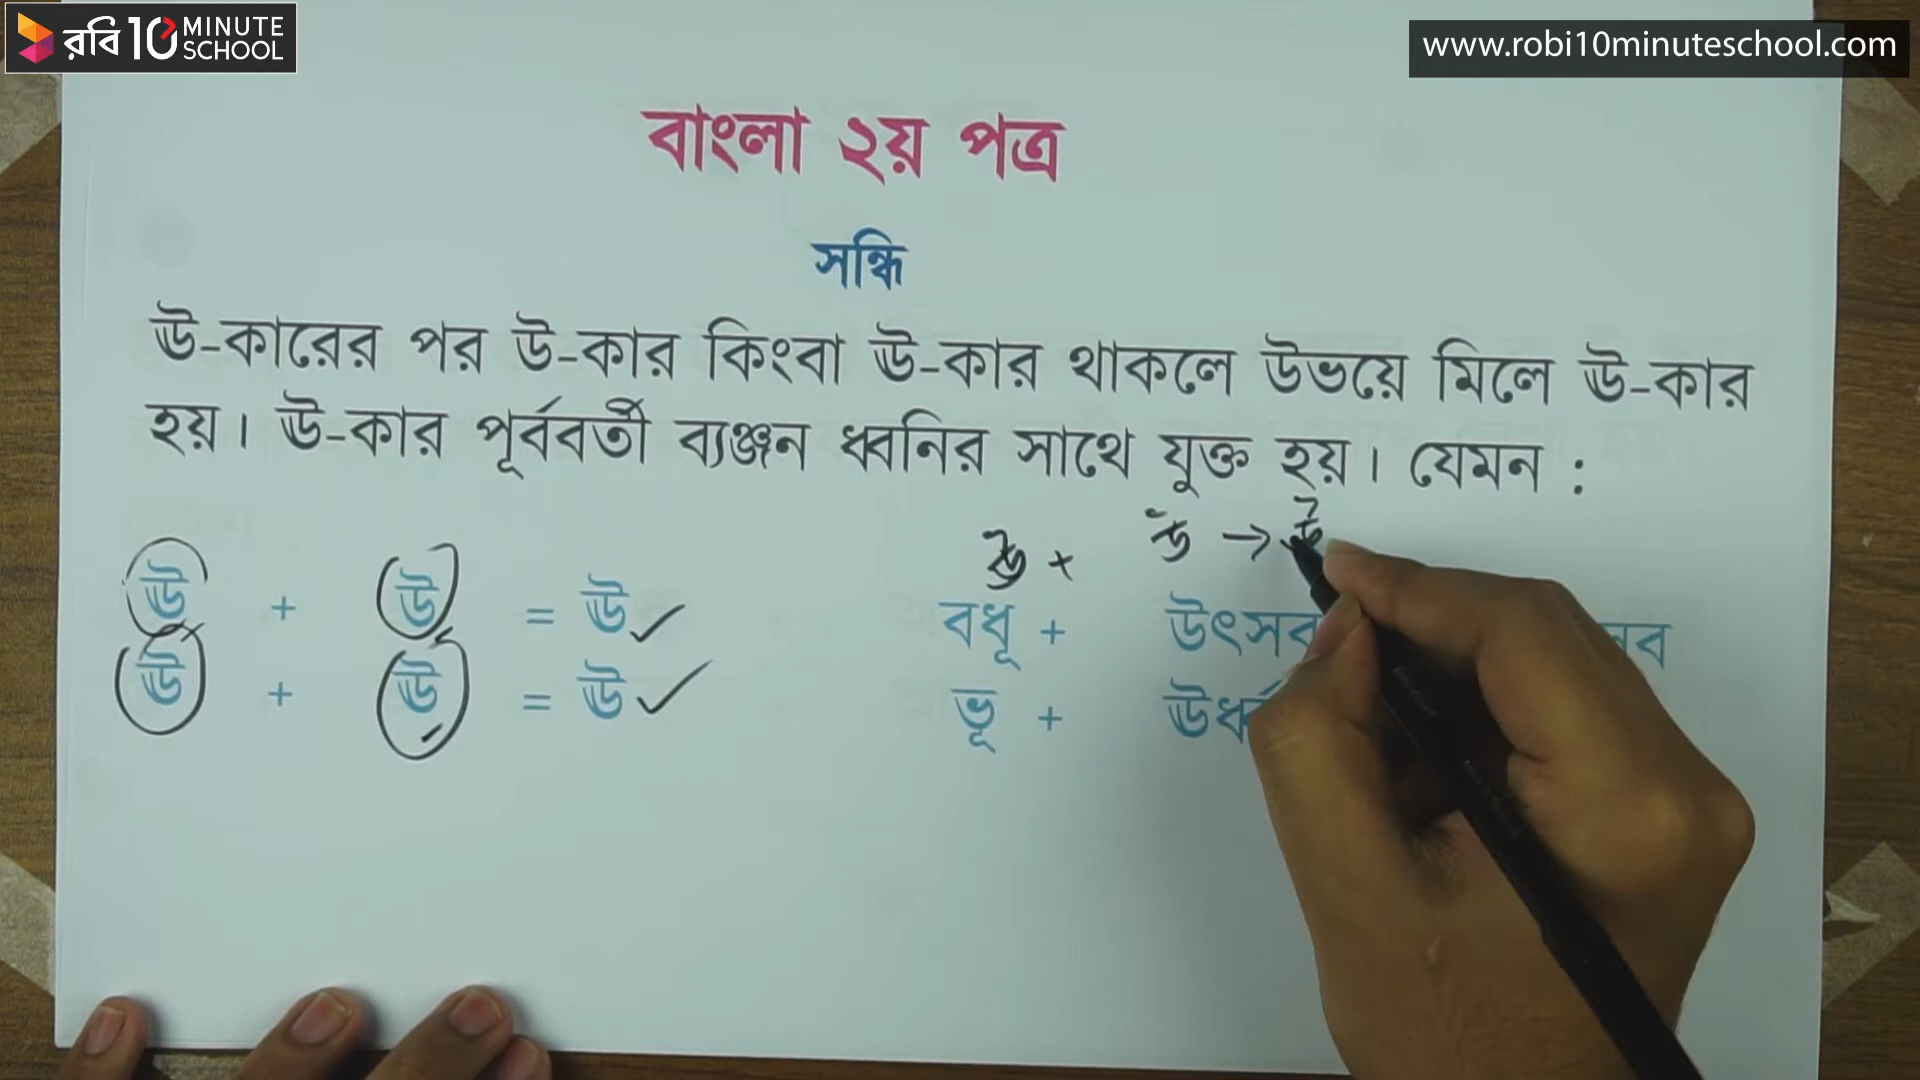 রবি 10 MINUTE SCHOOL
www.robi10minuteschool.com
বাংলা ২য় পত্র
সন্ধি
ঊ-কারের পর উ-কার কিংবা ঊ-কার থাকলে উভয়ে মিলে ঊ-কার
হয়। ঊ-কার পূর্ববর্তী ব্যঞ্জন ধ্বনির সাথে যুক্ত হয়। যেমন :
ঊ + উ → ঊ
ঊ + উ = ঊ বধূ + উৎসব
ঊ + ঊ = ঊ ভূ + ঊর্ধ্ব